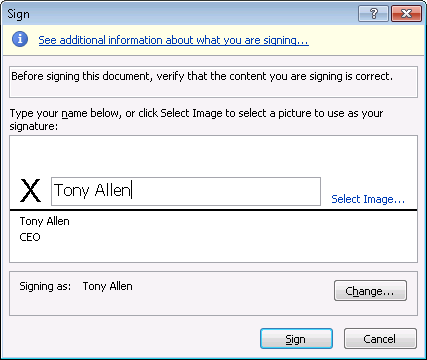 Sign
See additional information about what you are signing...
Before signing this document, verify that the content you are signing is correct.
Type your name below, or click Select Image to select a picture to use as your
signature:
X Tony Allen
Select Image...
Tony Allen
CEO
Signing as: Tony Allen
Change...
Sign Cancel